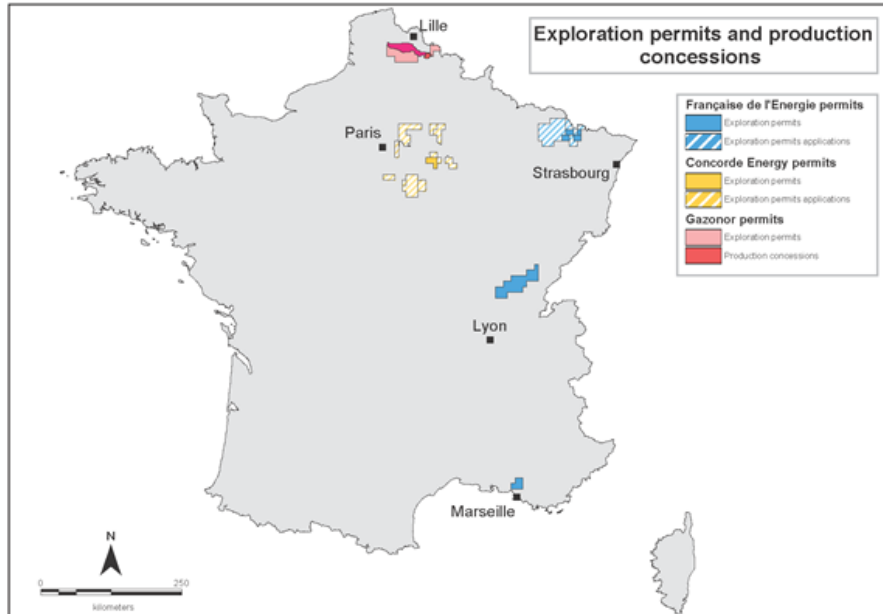 Lille
Exploration permits and production
concessions
Française de l'Energie permits
Exploration permits
Exploration permits applications
Paris
Strasbourg
Concorde Energy permits
Exploration permits
Exploration permits applications
Gazonor permits
Exploration permits
Production concessions
Lyon
Marseille
N
0 250
kilometers